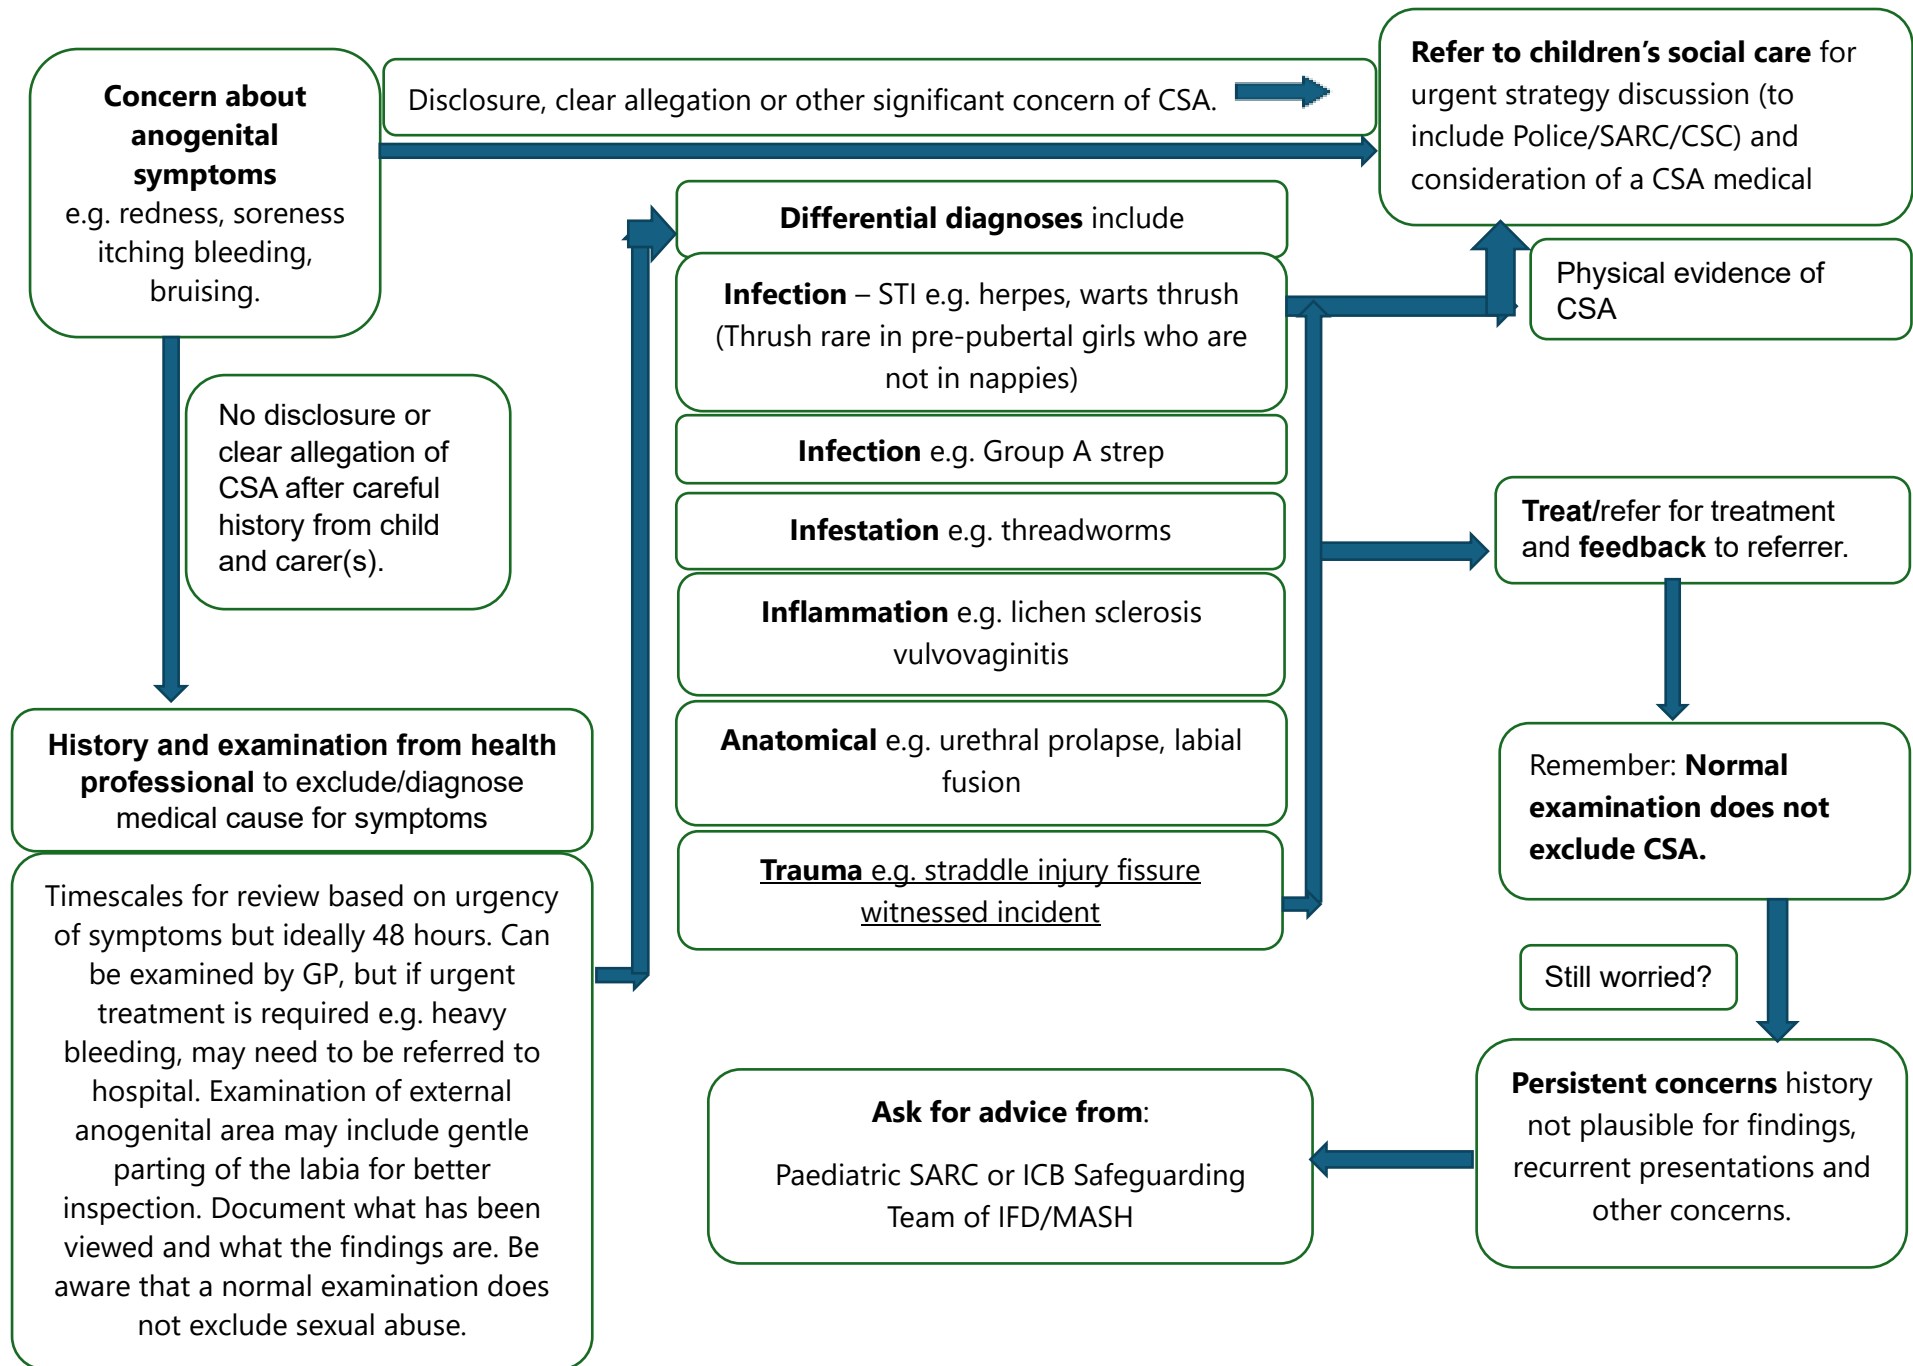 Concern about
anogenital
symptoms
e.g. redness, soreness
itching bleeding,
bruising.
Disclosure, clear allegation or other significant concern of CSA.
Refer to children's social care for
urgent strategy discussion (to
include Police/SARC/CSC) and
consideration of a CSA medical
Physical evidence of
CSA
No disclosure or
clear allegation of
CSA after careful
history from child
and carer(s).
History and examination from health
professional to exclude/diagnose
medical cause for symptoms
Timescales for review based on urgency
of symptoms but ideally 48 hours. Can
be examined by GP, but if urgent
treatment is required e.g. heavy
bleeding, may need to be referred to
hospital. Examination of external
anogenital area may include gentle
parting of the labia for better
inspection. Document what has been
viewed and what the findings are. Be
aware that a normal examination does
not exclude sexual abuse.
Differential diagnoses include
Infection – STI e.g. herpes, warts thrush
(Thrush rare in pre-pubertal girls who are
not in nappies)
Infection e.g. Group A strep
Infestation e.g. threadworms
Inflammation e.g. lichen sclerosis
vulvovaginitis
Anatomical e.g. urethral prolapse, labial
fusion
Trauma e.g. straddle injury fissure
witnessed incident
Treat/refer for treatment
and feedback to referrer.
Remember: Normal
examination does not
exclude CSA.
Still worried?
Persistent concerns history
not plausible for findings,
recurrent presentations and
other concerns.
Ask for advice from:
Paediatric SARC or ICB Safeguarding
Team of IFD/MASH